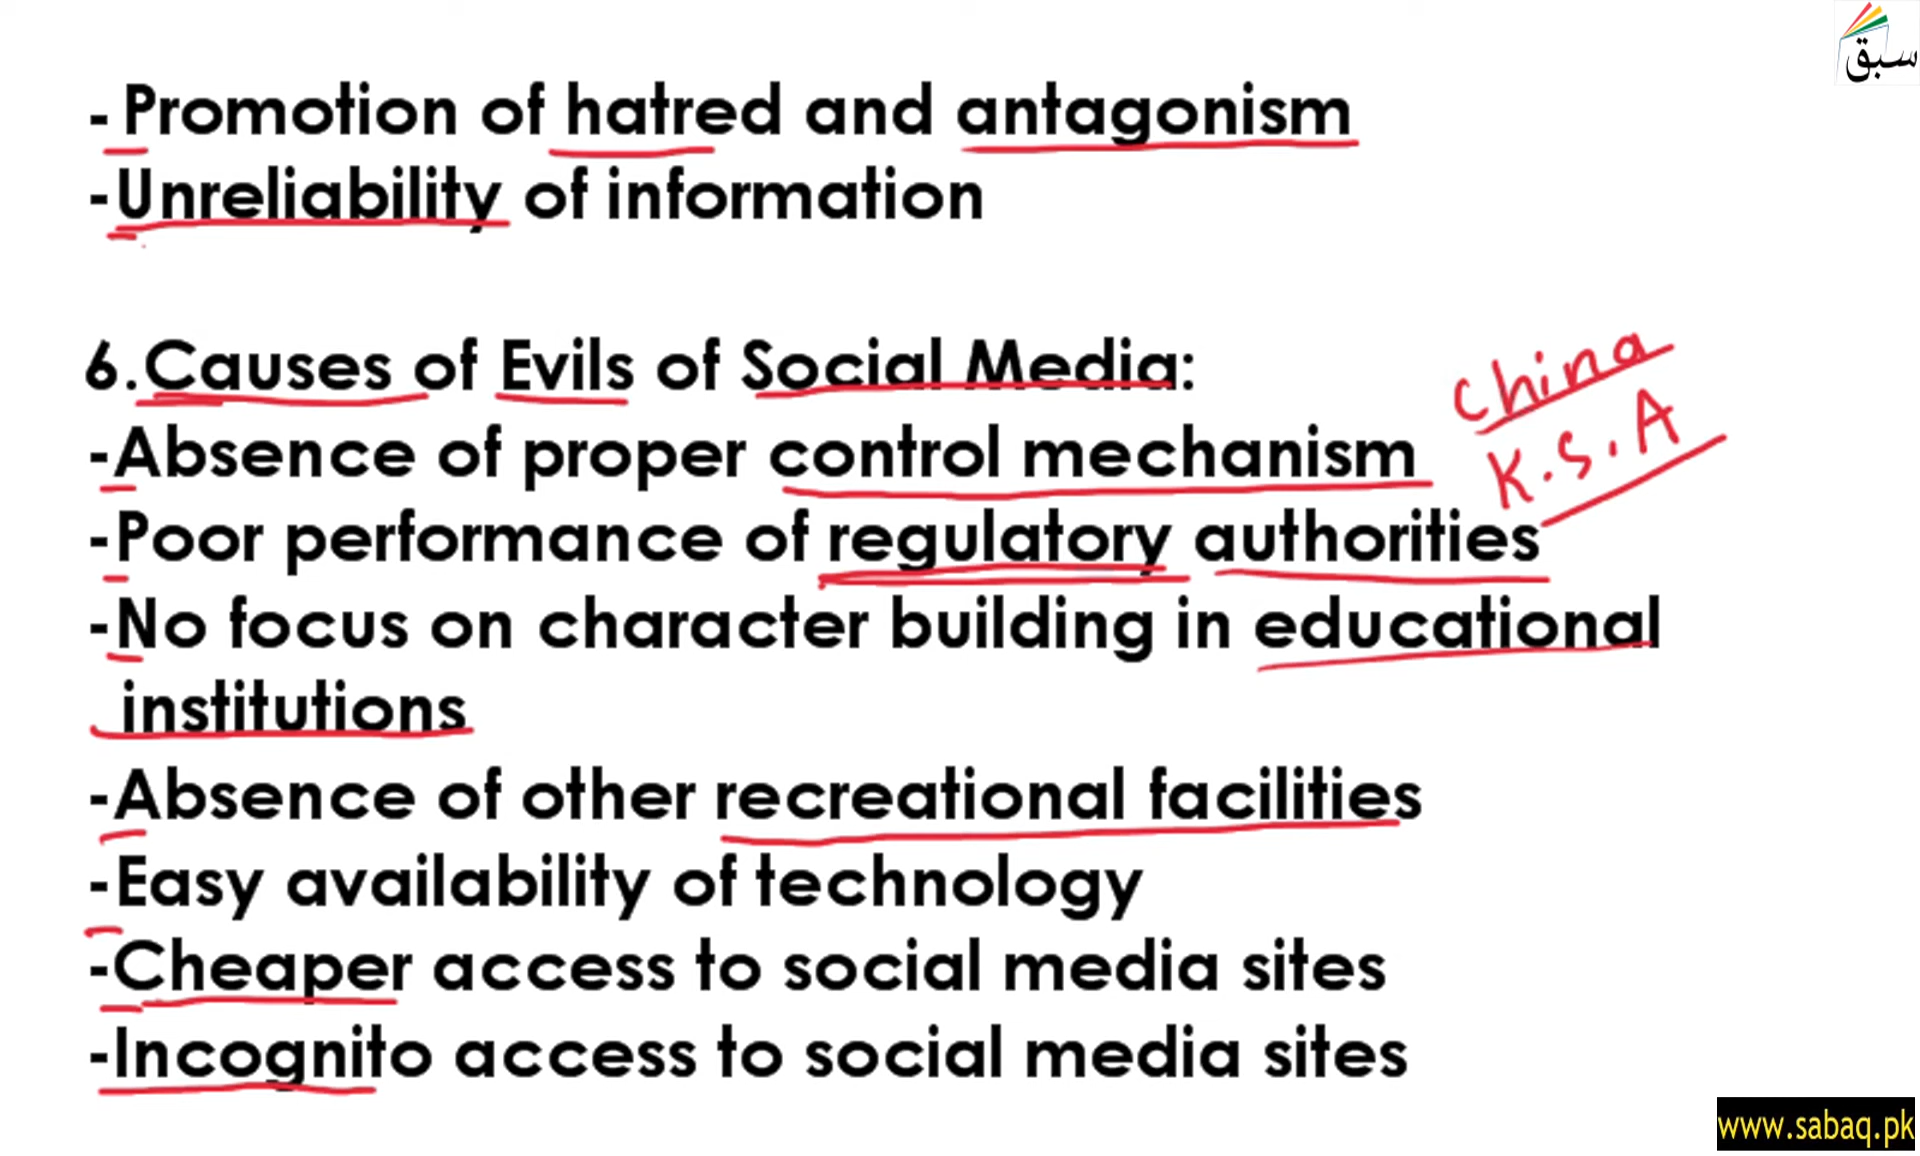 سبق
- Promotion of hatred and antagonism
-Unreliability of information
6.Causes of Evils of Social Media:
China
-Absence of proper control mechanism
K.S.A
-Poor performance of regulatory authorities
-No focus on character building in educational
institutions
-Absence of other recreational facilities
-Easy availability of technology
-Cheaper access to social media sites
-Incognito access to social media sites
www.sabaq.pk